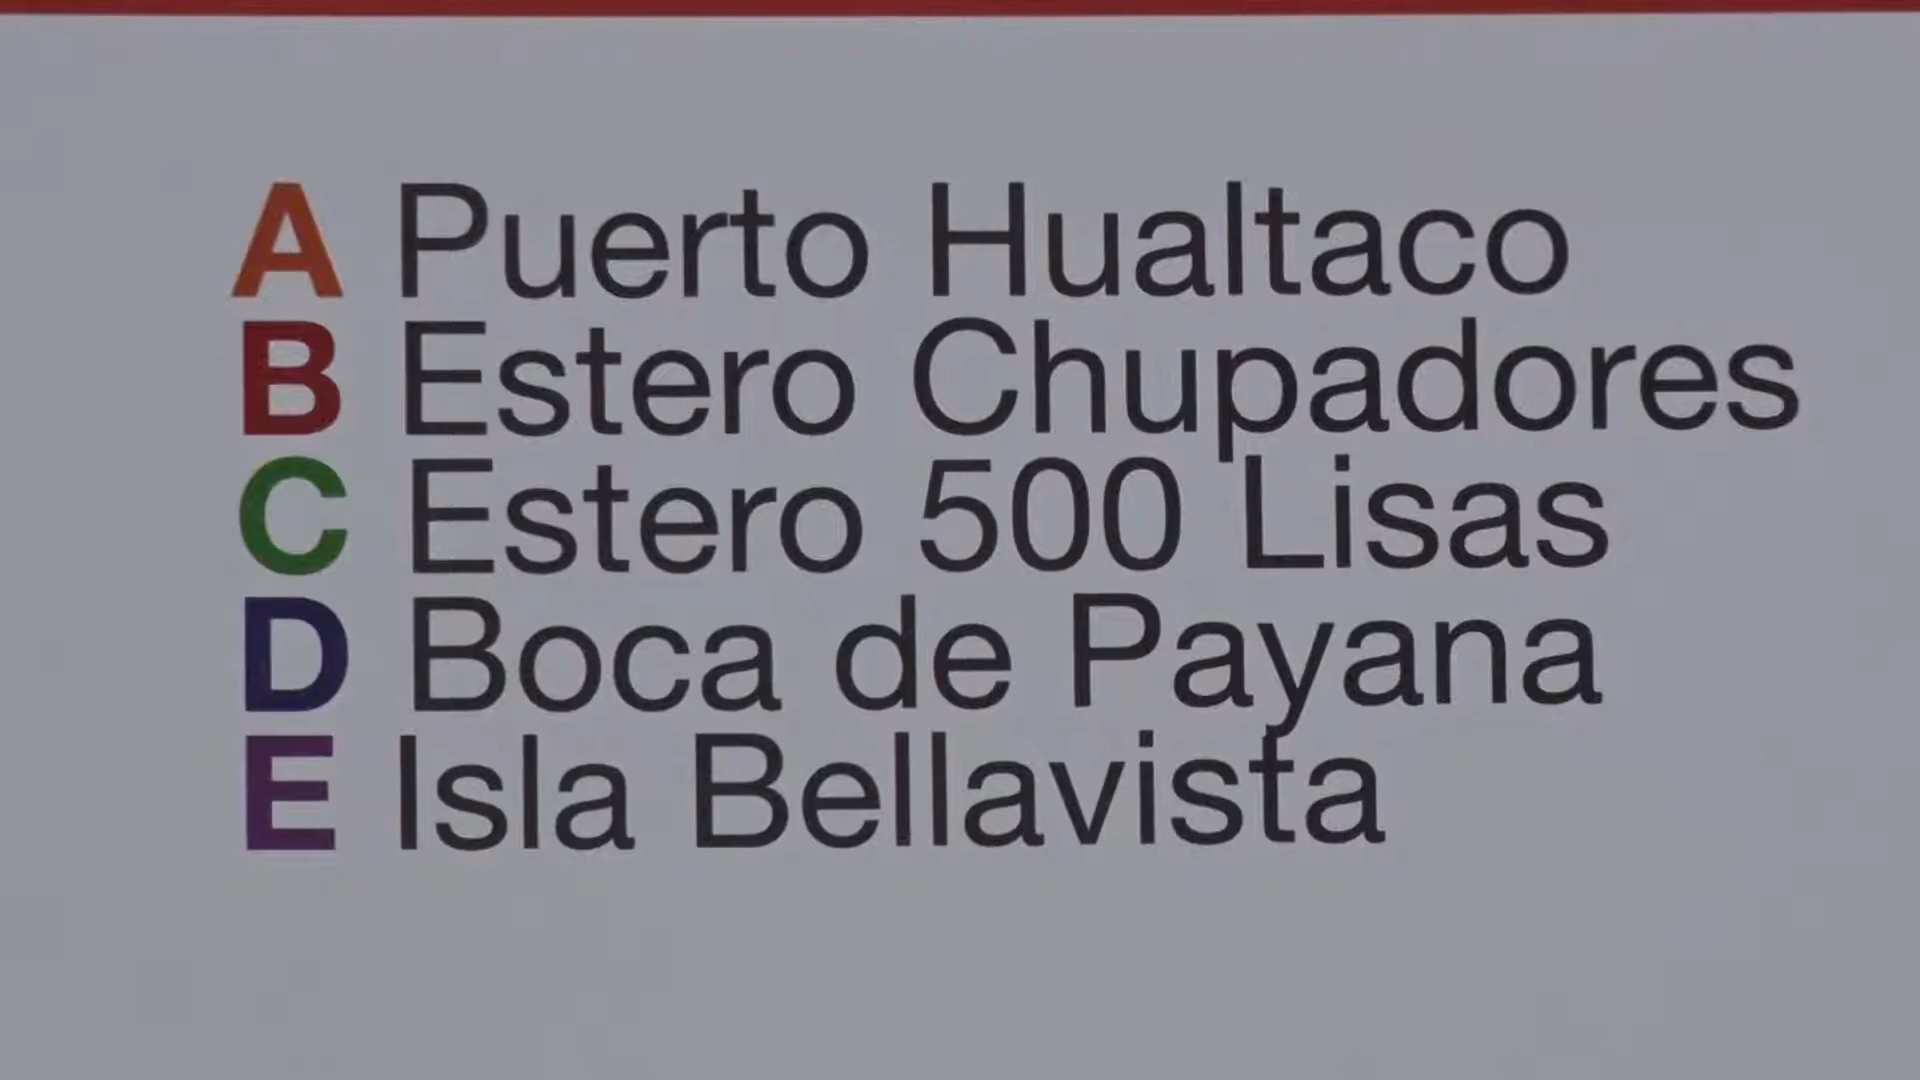 A Puerto Hualtaco
B Estero Chupadores
C Estero 500 Lisas
D Boca de Payana
E Isla Bellavista